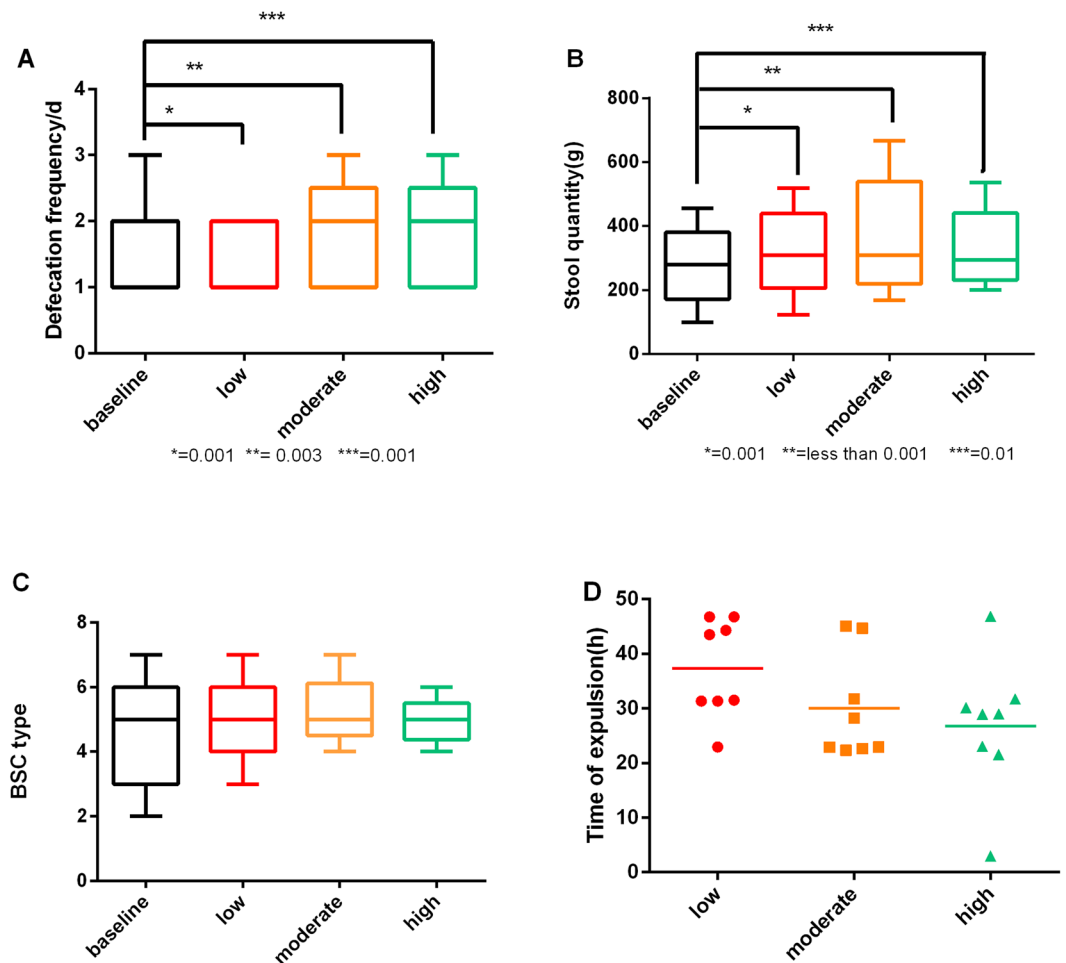 A
***
**
*
Defecation frequency/d
4
3
2
1
0
baseline
low
moderate
high
*=0.001 **= 0.003 ***=0.001
B
***
**
*
Stool quantity(g)
800
600
400
200
0
baseline
low
moderate
high
*=0.001 **=less than 0.001 ***=0.01
C
BSC type
8
6
4
2
0
baseline
low
moderate
high
D
Time of expulsion(h)
50
40
30
20
10
0
low
moderate
high